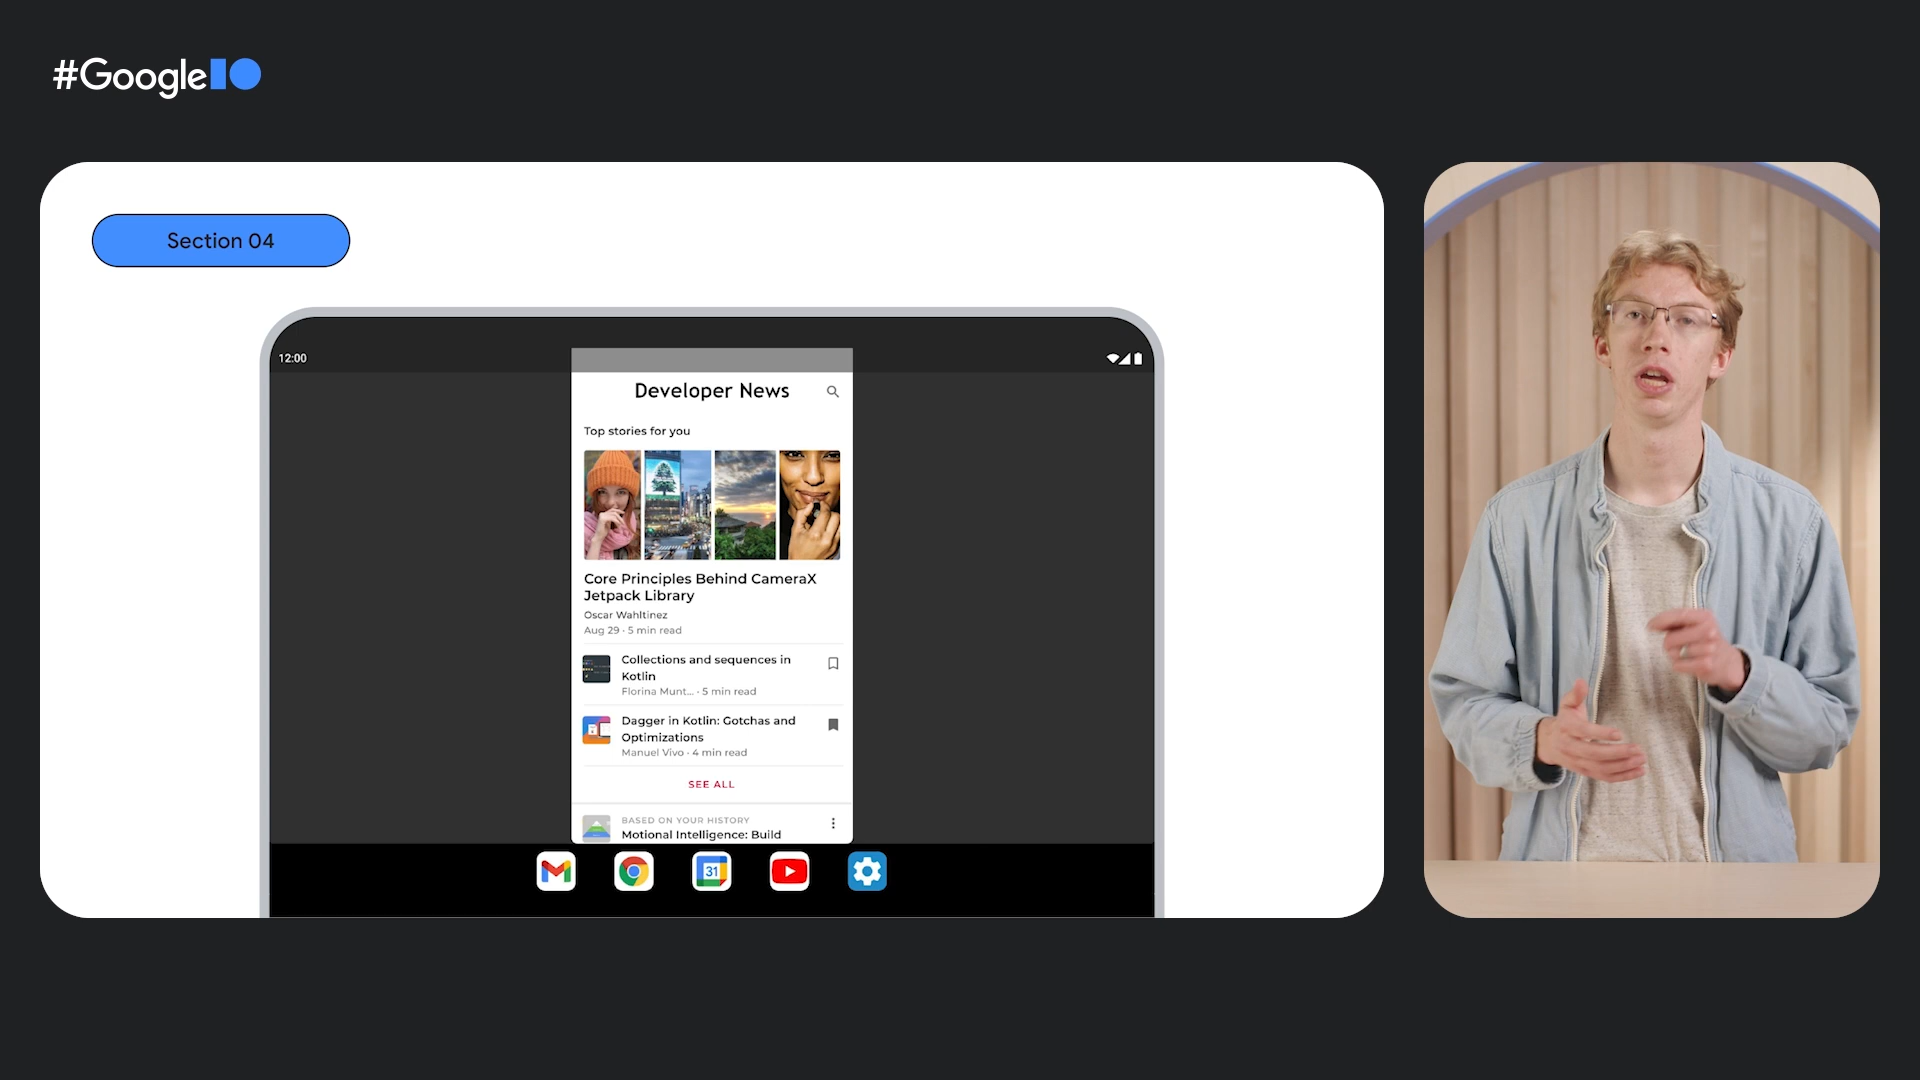 #GoogleIO
Section 04
12:00
Developer News
Top stories for you
Core Principles Behind CameraX
Jetpack Library
Oscar Wahltinez
Aug 29 · 5 min read
Collections and sequences in
Kotlin
Florina Munt... · 5 min read
Dagger in Kotlin: Gotchas and
Optimizations
Manuel Vivo · 4 min read
SEE ALL
BASED ON YOUR HISTORY
Motional Intelligence: Build
31